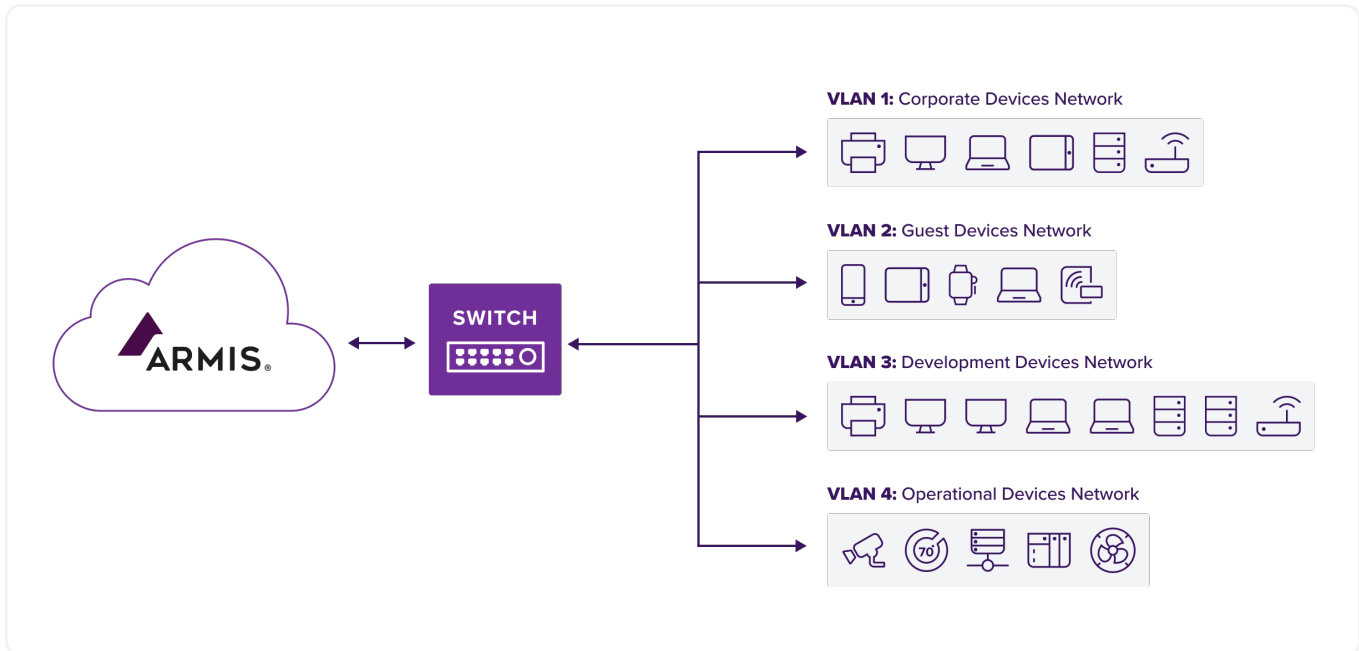 VLAN 1: Corporate Devices Network
VLAN 2: Guest Devices Network
ARMIS®
SWITCH
VLAN 3: Development Devices Network
VLAN 4: Operational Devices Network
70°